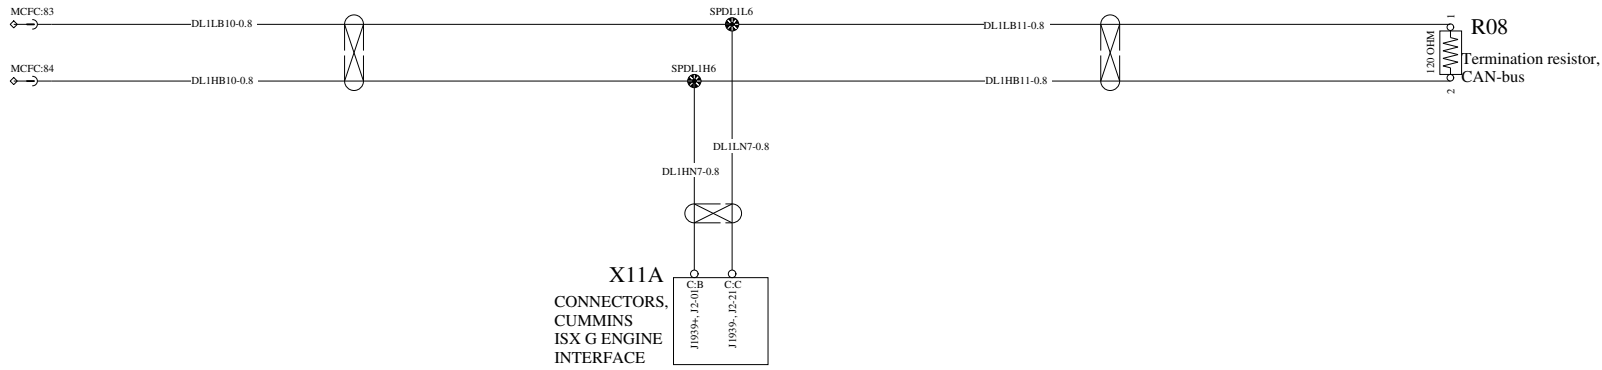 MCFC:83
DL1LB10-0.8
SPDL1L6
DL1LB11-0.8
1
R08
120 OHM
Termination resistor,
CAN-bus
2
MCFC:84
DL1HB10-0.8
SPDL1H6
DL1HB11-0.8
DL1LN7-0.8
DL1HN7-0.8
X11A
CONNECTORS,
CUMMINS
ISX G ENGINE
INTERFACE
C:B
C:C
J1939+, J2-01
J1939-, J2-21